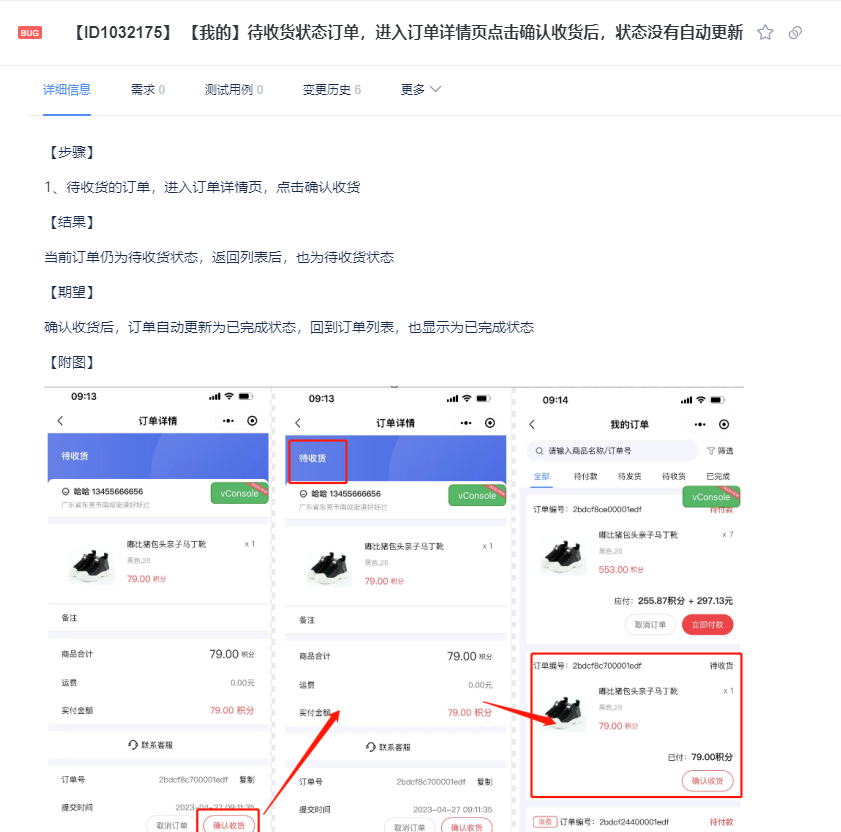 BUG 【ID1032175】 【我的】待收货状态订单，进入订单详情页点击确认收货后，状态没有自动更新
详细信息 需求 0 测试用例 0 变更历史 6 更多
【步骤】
1、待收货的订单，进入订单详情页，点击确认收货
【结果】
当前订单仍为待收货状态，返回列表后，也为待收货状态
【期望】
确认收货后，订单自动更新为已完成状态，回到订单列表，也显示为已完成状态
【附图】
09:13
订单详情
待收货
哈哈 13455666656
广东省东莞市南城街道好好过
vConsole
嘟比猪包头亲子马丁靴 x 1
黑色,26
79.00 积分
备注
商品合计 79.00 积分
运费 0.00元
实付金额 79.00 积分
联系客服
订单号 2bdcf8c700001edf 复制
提交时间 2023-04-27 09:11:35
取消订单 确认收货
09:13
订单详情
待收货
哈哈 13455666656
广东省东莞市南城街道好好过
vConsole
嘟比猪包头亲子马丁靴 x 1
黑色,26
79.00 积分
备注
商品合计 79.00 积分
运费 0.00元
实付金额 79.00 积分
联系客服
订单号 2bdcf8c700001edf 复制
提交时间 2023-04-27 09:11:35
取消订单 确认收货
09:14
我的订单
请输入商品名称/订单号 筛选
全部 待付款 待发货 待收货 已完成
vConsole
订单编号：2bdcf8ce00001edf 待付款
嘟比猪包头亲子马丁靴 x 7
黑色,26
553.00 积分
应付：255.87积分 + 297.13元
取消订单 立即付款
订单编号：2bdcf8c700001edf 待收货
嘟比猪包头亲子马丁靴 x 1
黑色,26
79.00 积分
已付：79.00积分
确认收货
订单编号：2bdcf24400001edf 待付款